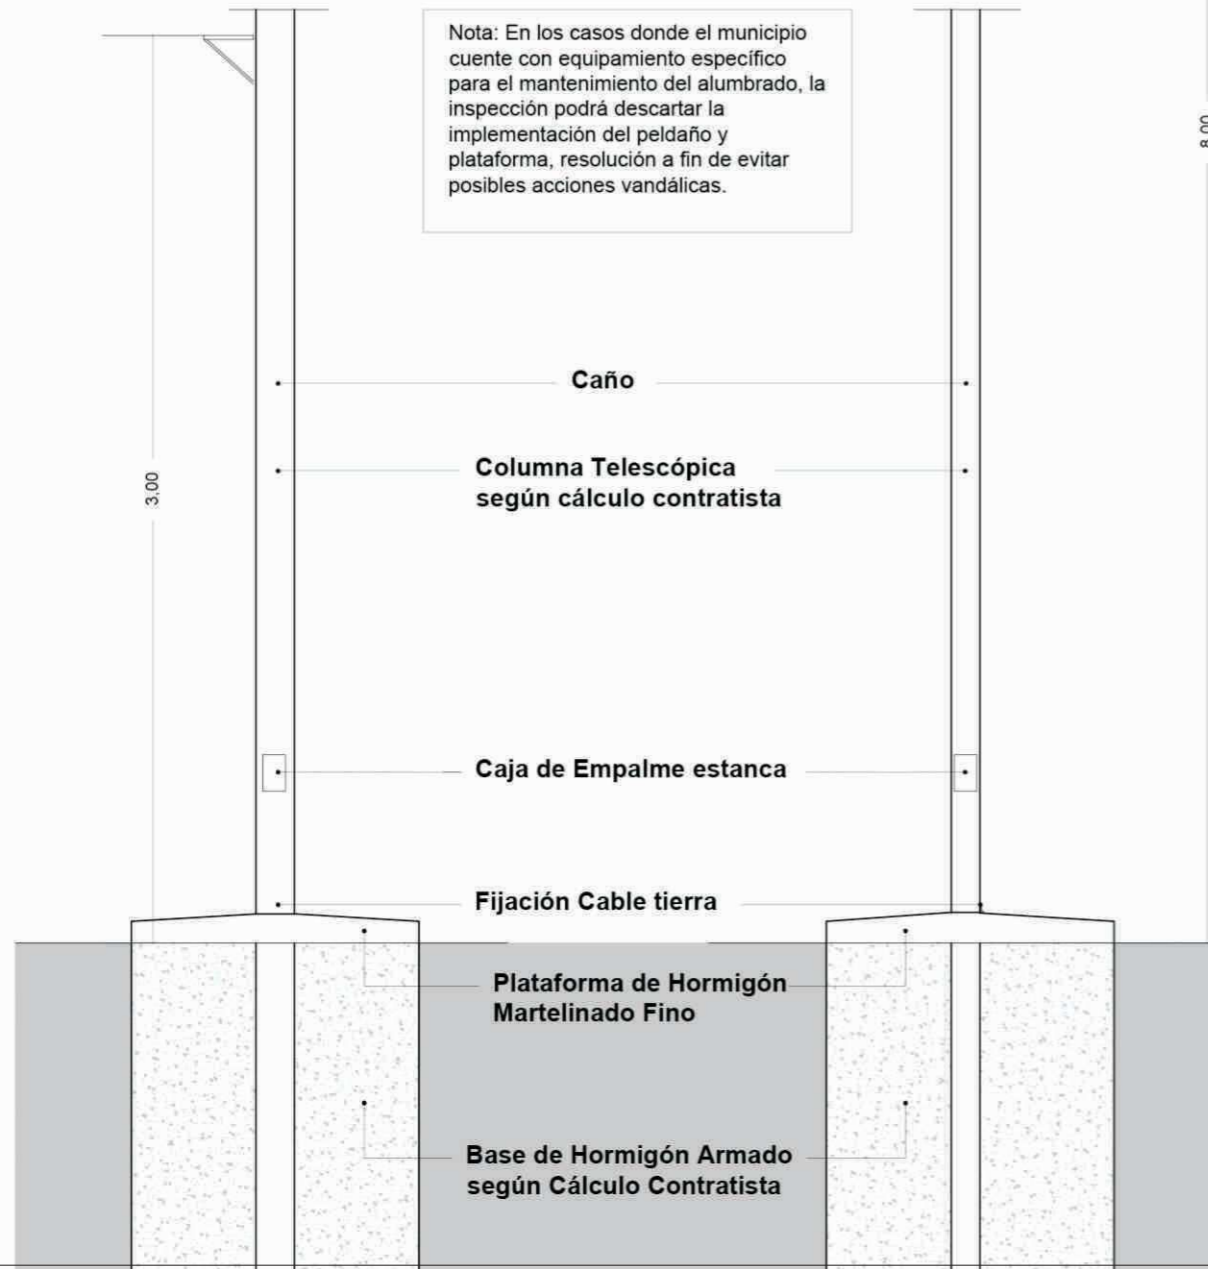 Nota: En los casos donde el municipio
cuente con equipamiento específico
para el mantenimiento del alumbrado, la
inspección podrá descartar la
implementación del peldaño y
plataforma, resolución a fin de evitar
posibles acciones vandálicas.
8.00
Caño
Columna Telescópica
según cálculo contratista
3.00
Caja de Empalme estanca
Fijación Cable tierra
Plataforma de Hormigón
Martelinado Fino
Base de Hormigón Armado
según Cálculo Contratista